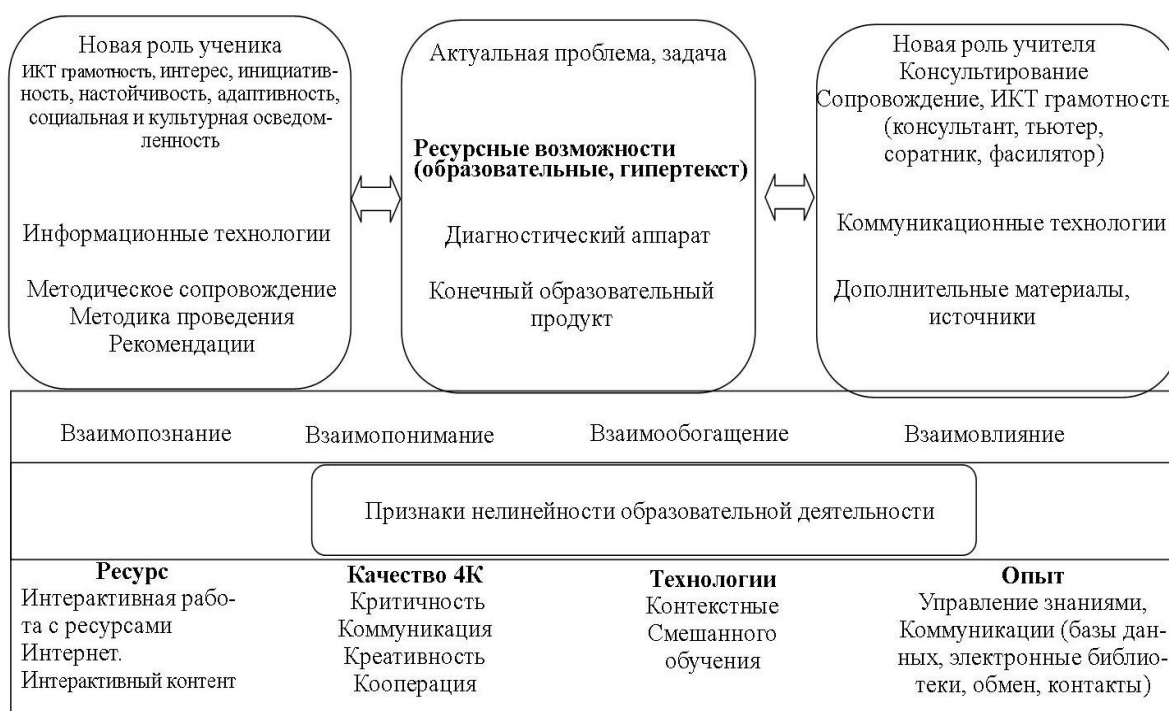 Новая роль ученика
ИКТ грамотность, интерес, инициатив-
ность, настойчивость, адаптивность,
социальная и культурная осведом-
ленность
Информационные технологии
Методическое сопровождение
Методика проведения
Рекомендации
Актуальная проблема, задача
Ресурсные возможности
(образовательные, гипертекст)
Диагностический аппарат
Конечный образовательный
продукт
Новая роль учителя
Консультирование
Сопровождение, ИКТ грамотность
(консультант, тьютер,
соратник, фасилятор)
Коммуникационные технологии
Дополнительные материалы,
источники
Взаимопознание
Взаимопонимание
Взаимообогащение
Взаимовлияние
Признаки нелинейности образовательной деятельности
Ресурс
Интерактивная рабо-
та с ресурсами
Интернет.
Интерактивный контент
Качество 4К
Критичность
Коммуникация
Креативность
Кооперация
Технологии
Контекстные
Смешанного
обучения
Опыт
Управление знаниями,
Коммуникации (базы дан-
ных, электронные библио-
теки, обмен, контакты)